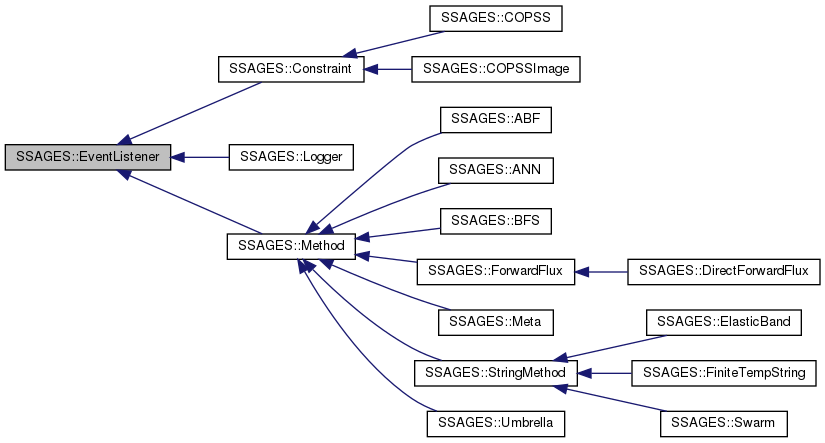 SSAGES::COPSS
SSAGES::Constraint
SSAGES::COPSSImage
SSAGES::ABF
SSAGES::EventListener
SSAGES::Logger
SSAGES::ANN
SSAGES::BFS
SSAGES::Method
SSAGES::ForwardFlux
SSAGES::DirectForwardFlux
SSAGES::Meta
SSAGES::ElasticBand
SSAGES::StringMethod
SSAGES::FiniteTempString
SSAGES::Umbrella
SSAGES::Swarm